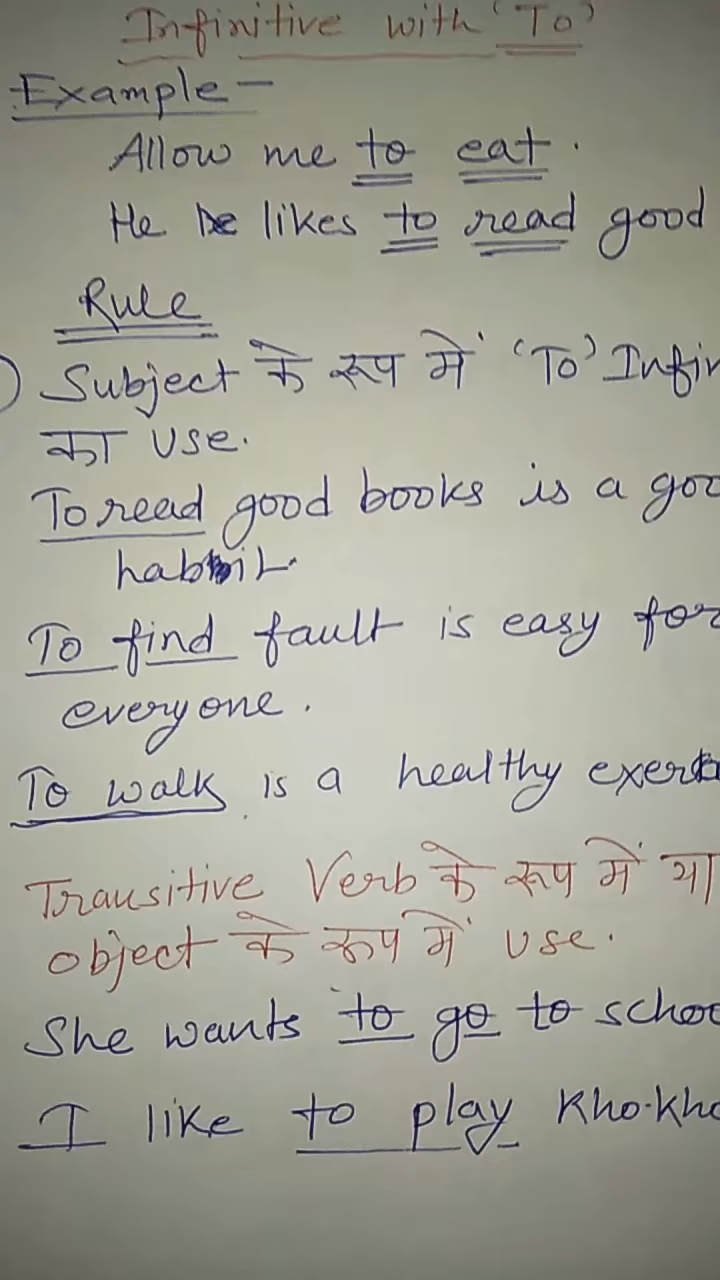 Infinitive with 'To'
Example -
Allow me to eat.
He likes to read good
Rule
) Subject के रूप में 'To' Infin
का use.
To read good books is a goo
habit.
To find fault is easy for
everyone.
To walk is a healthy exer
Transitive Verb के रूप में या
object के रूप में use.
She wants to go to schoo
I like to play Kho-kho